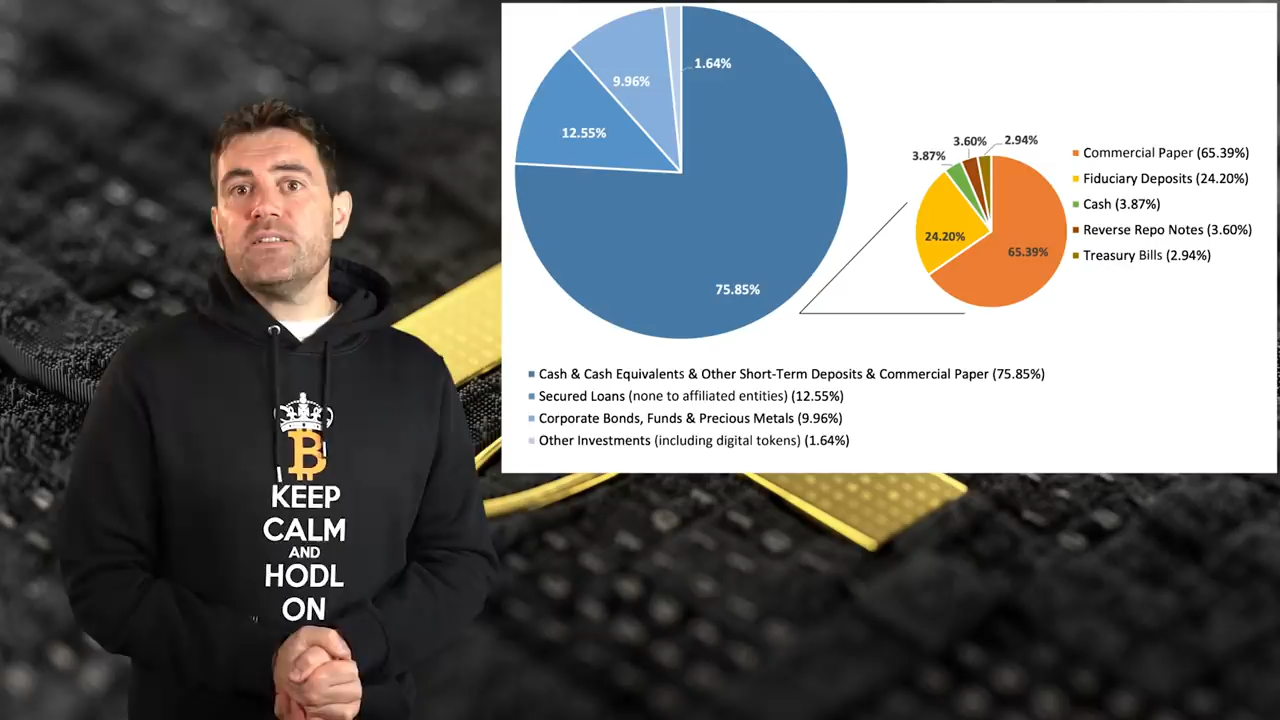 B
KEEP
CALM
AND
HODL
ON
1.64%
9.96%
12.55%
75.85%
3.87%
3.60%
2.94%
24.20%
65.39%
Commercial Paper (65.39%)
Fiduciary Deposits (24.20%)
Cash (3.87%)
Reverse Repo Notes (3.60%)
Treasury Bills (2.94%)
Cash & Cash Equivalents & Other Short-Term Deposits & Commercial Paper (75.85%)
Secured Loans (none to affiliated entities) (12.55%)
Corporate Bonds, Funds & Precious Metals (9.96%)
Other Investments (including digital tokens) (1.64%)